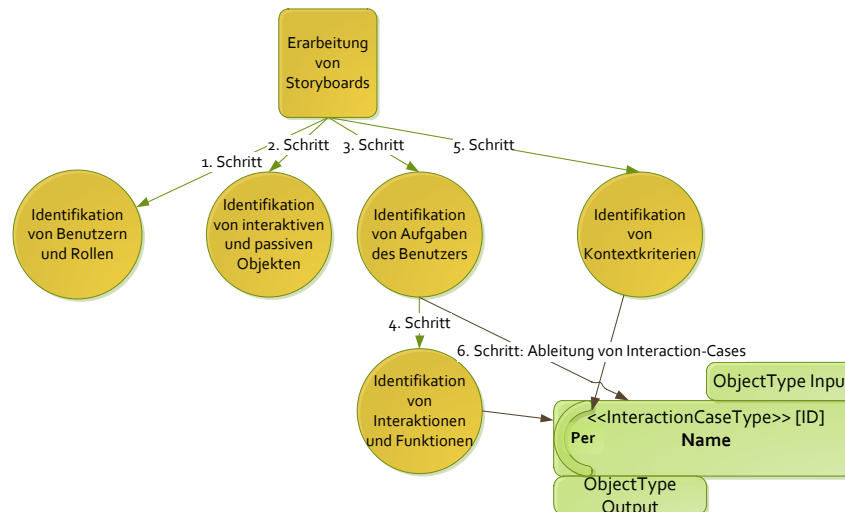 Erarbeitung
von
Storyboards
1. Schritt
2. Schritt
3. Schritt
5. Schritt
Identifikation
von Benutzern
und Rollen
Identifikation
von interaktiven
und passiven
Objekten
Identifikation
von Aufgaben
des Benutzers
Identifikation
von
Kontextkriterien
4. Schritt
6. Schritt: Ableitung von Interaction-Cases
Identifikation
von
Interaktionen
und Funktionen
ObjectType Inpu
<<InteractionCaseType>> [ID]
Per
Name
ObjectType
Output